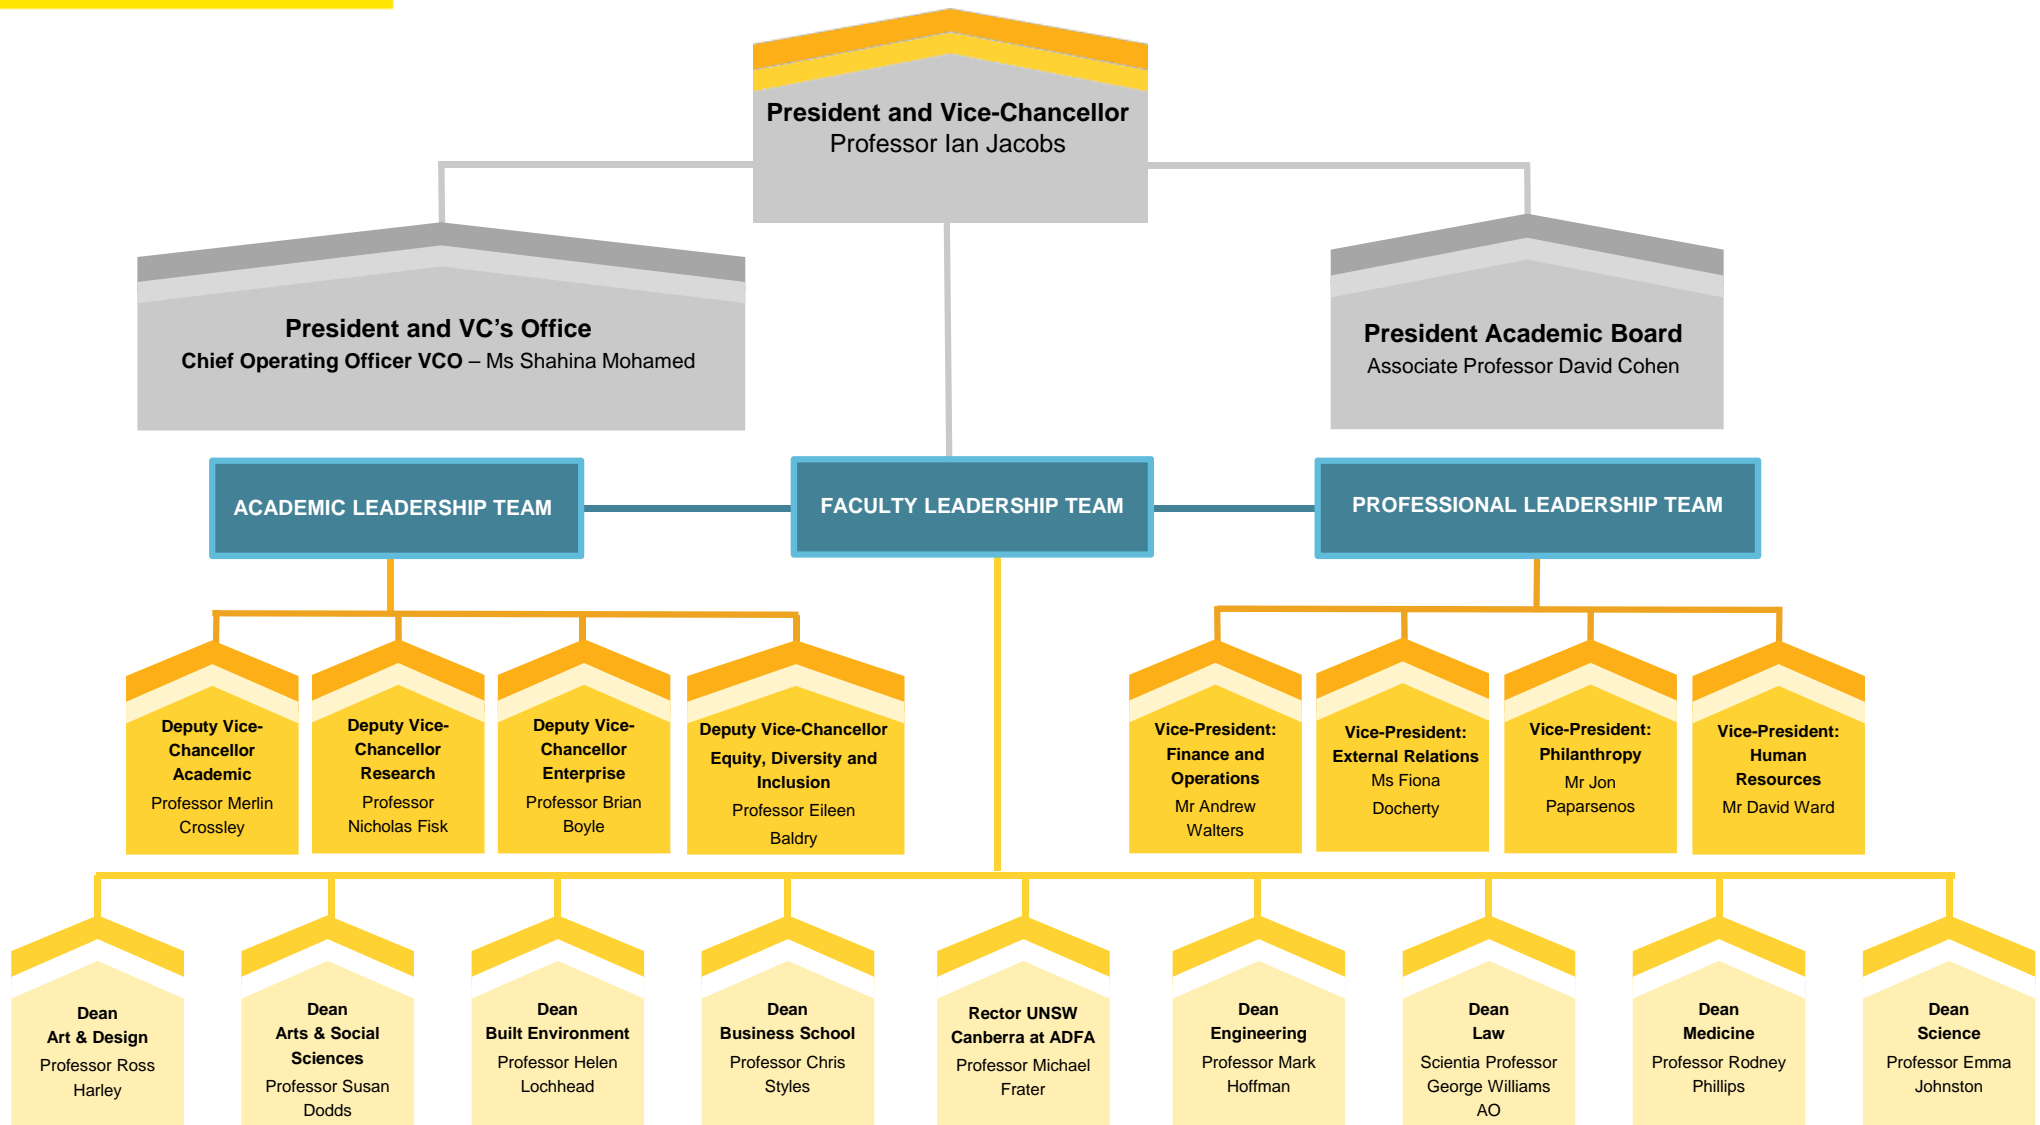 President and Vice-Chancellor
Professor Ian Jacobs
President and VC’s Office
Chief Operating Officer VCO – Ms Shahina Mohamed
President Academic Board
Associate Professor David Cohen
ACADEMIC LEADERSHIP TEAM
FACULTY LEADERSHIP TEAM
PROFESSIONAL LEADERSHIP TEAM
Deputy Vice-
Chancellor
Academic
Professor Merlin
Crossley
Deputy Vice-
Chancellor
Research
Professor
Nicholas Fisk
Deputy Vice-
Chancellor
Enterprise
Professor Brian
Boyle
Deputy Vice-Chancellor
Equity, Diversity and
Inclusion
Professor Eileen
Baldry
Vice-President:
Finance and
Operations
Mr Andrew
Walters
Vice-President:
External Relations
Ms Fiona
Docherty
Vice-President:
Philanthropy
Mr Jon
Paparsenos
Vice-President:
Human
Resources
Mr David Ward
Dean
Art & Design
Professor Ross
Harley
Dean
Arts & Social
Sciences
Professor Susan
Dodds
Dean
Built Environment
Professor Helen
Lochhead
Dean
Business School
Professor Chris
Styles
Rector UNSW
Canberra at ADFA
Professor Michael
Frater
Dean
Engineering
Professor Mark
Hoffman
Dean
Law
Scientia Professor
George Williams
AO
Dean
Medicine
Professor Rodney
Phillips
Dean
Science
Professor Emma
Johnston